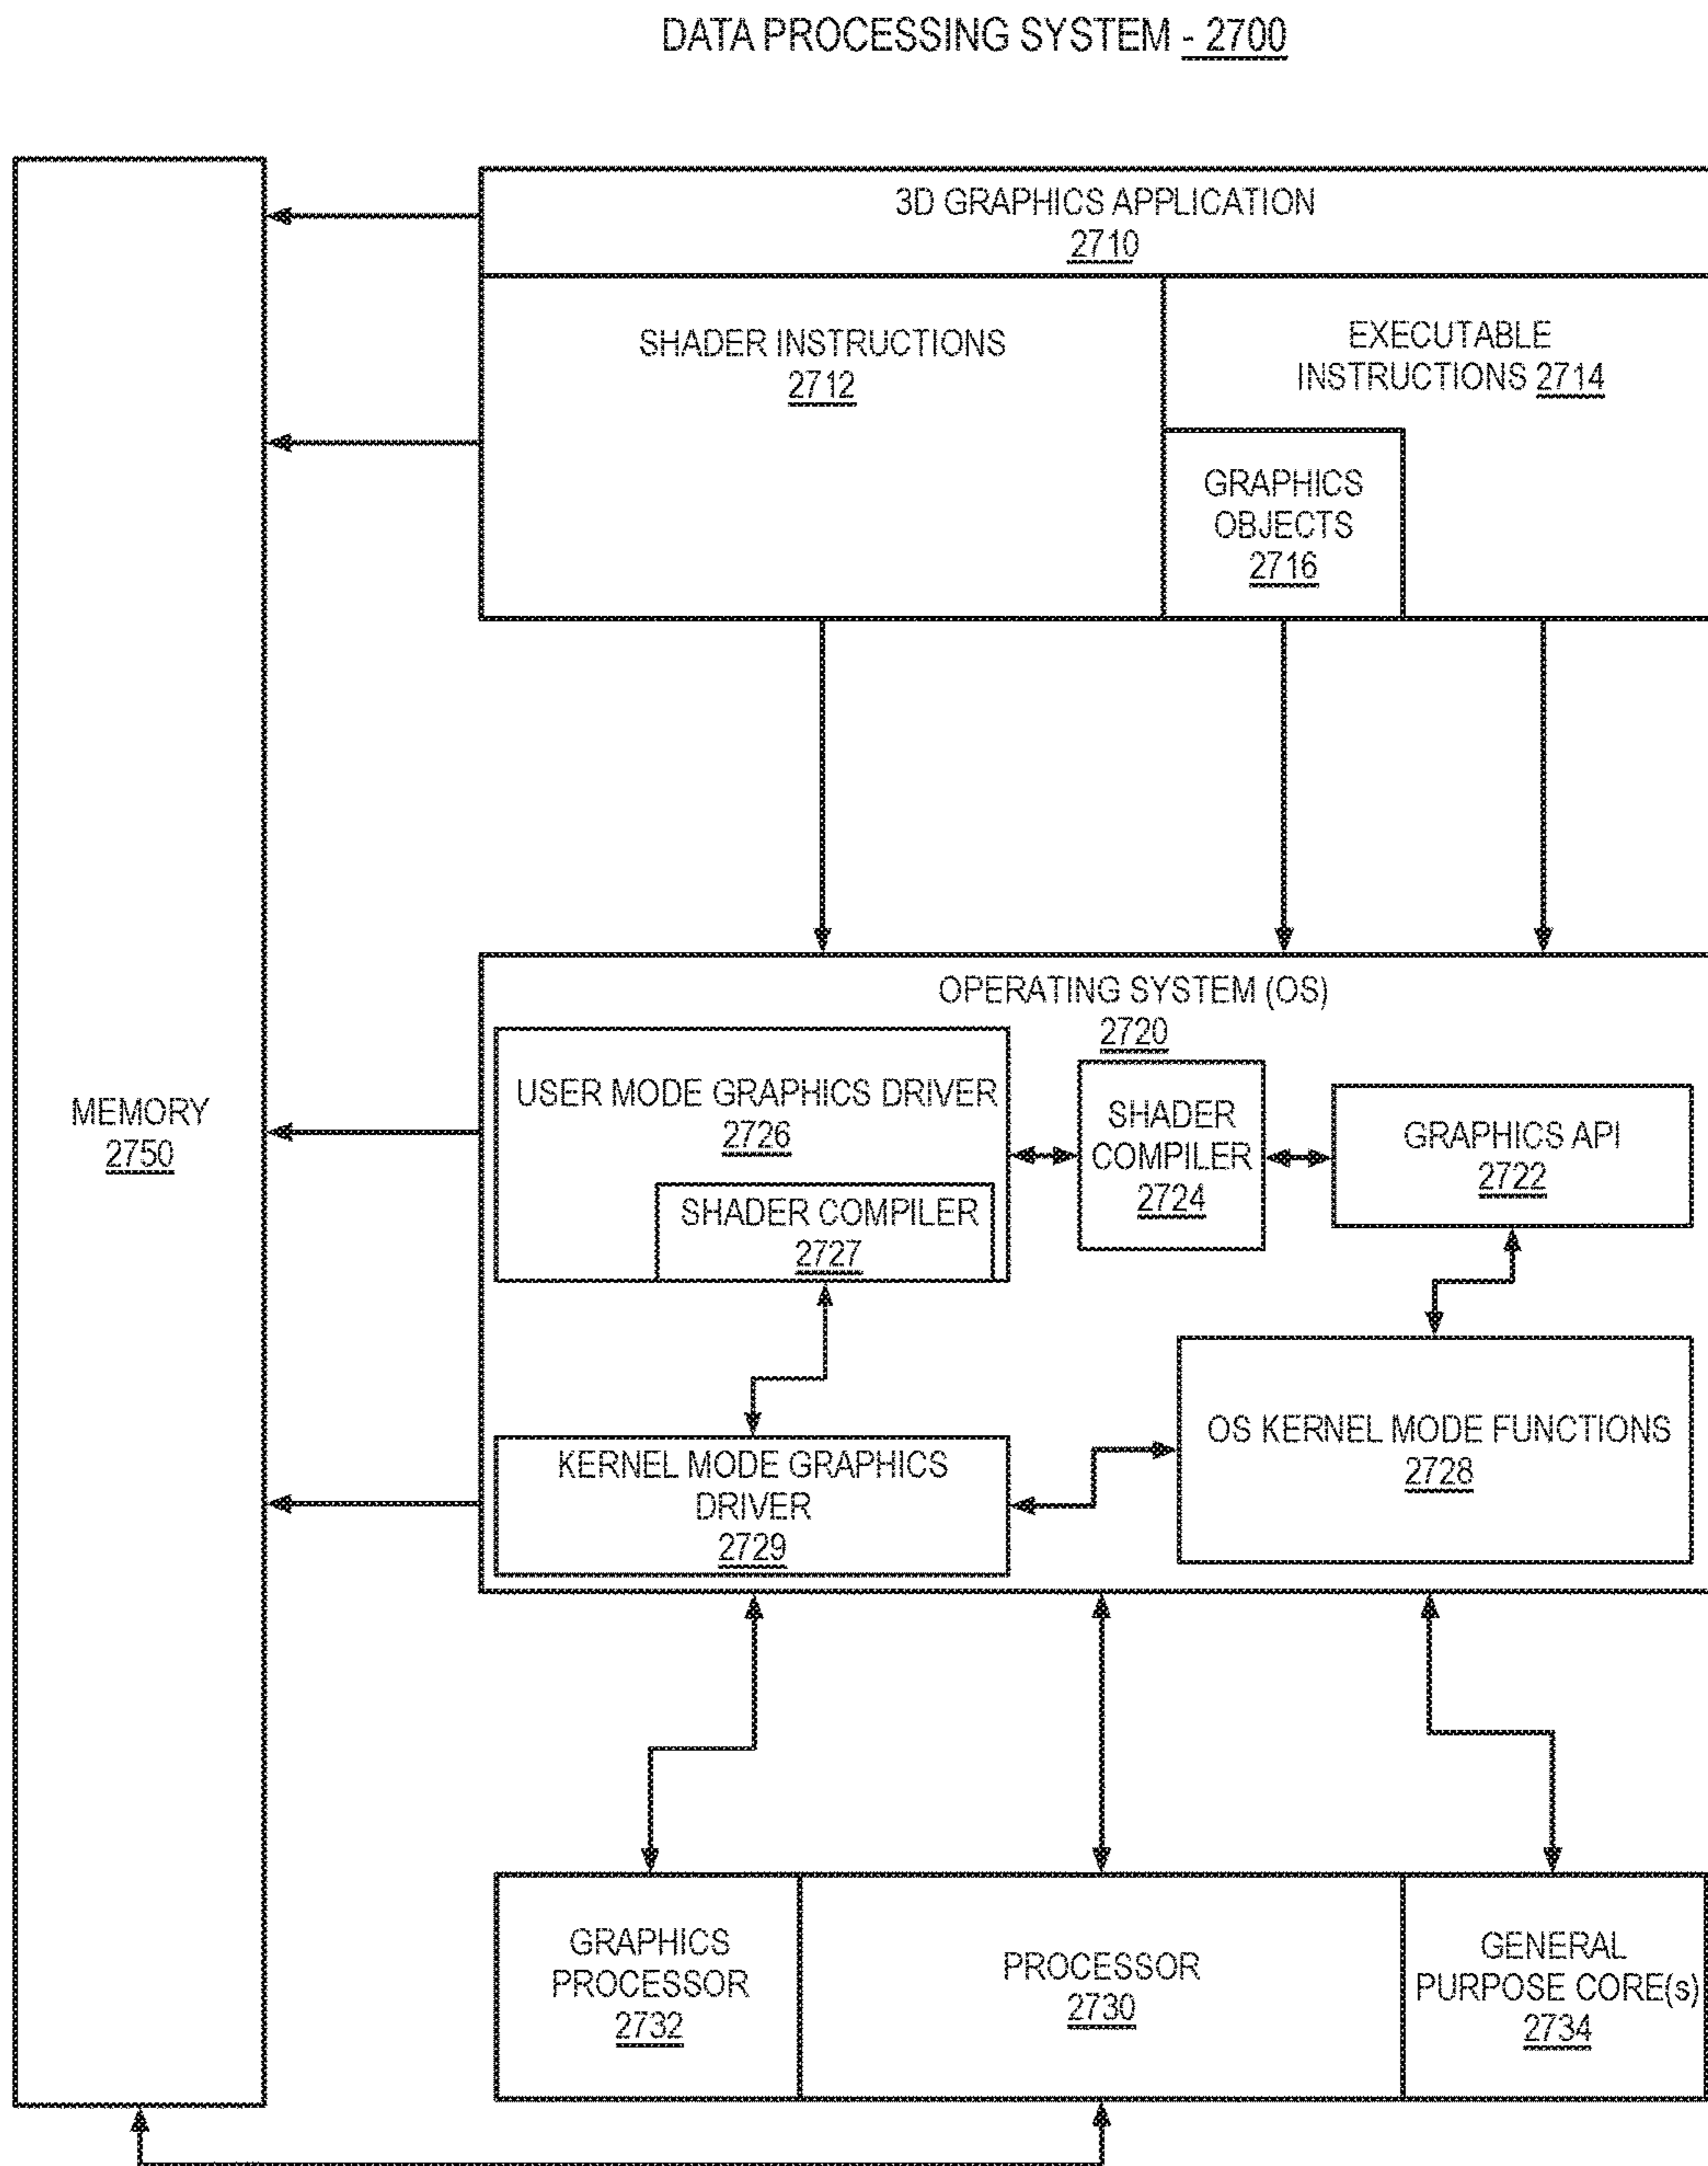 DATA PROCESSING SYSTEM - 2700
3D GRAPHICS APPLICATION
2710
SHADER INSTRUCTIONS
2712
EXECUTABLE
INSTRUCTIONS 2714
GRAPHICS
OBJECTS
2716
MEMORY
2750
OPERATING SYSTEM (OS)
2720
USER MODE GRAPHICS DRIVER
2726
SHADER COMPILER
2727
SHADER
COMPILER
2724
GRAPHICS API
2722
KERNEL MODE GRAPHICS
DRIVER
2729
OS KERNEL MODE FUNCTIONS
2728
GRAPHICS
PROCESSOR
2732
PROCESSOR
2730
GENERAL
PURPOSE CORE(s)
2734